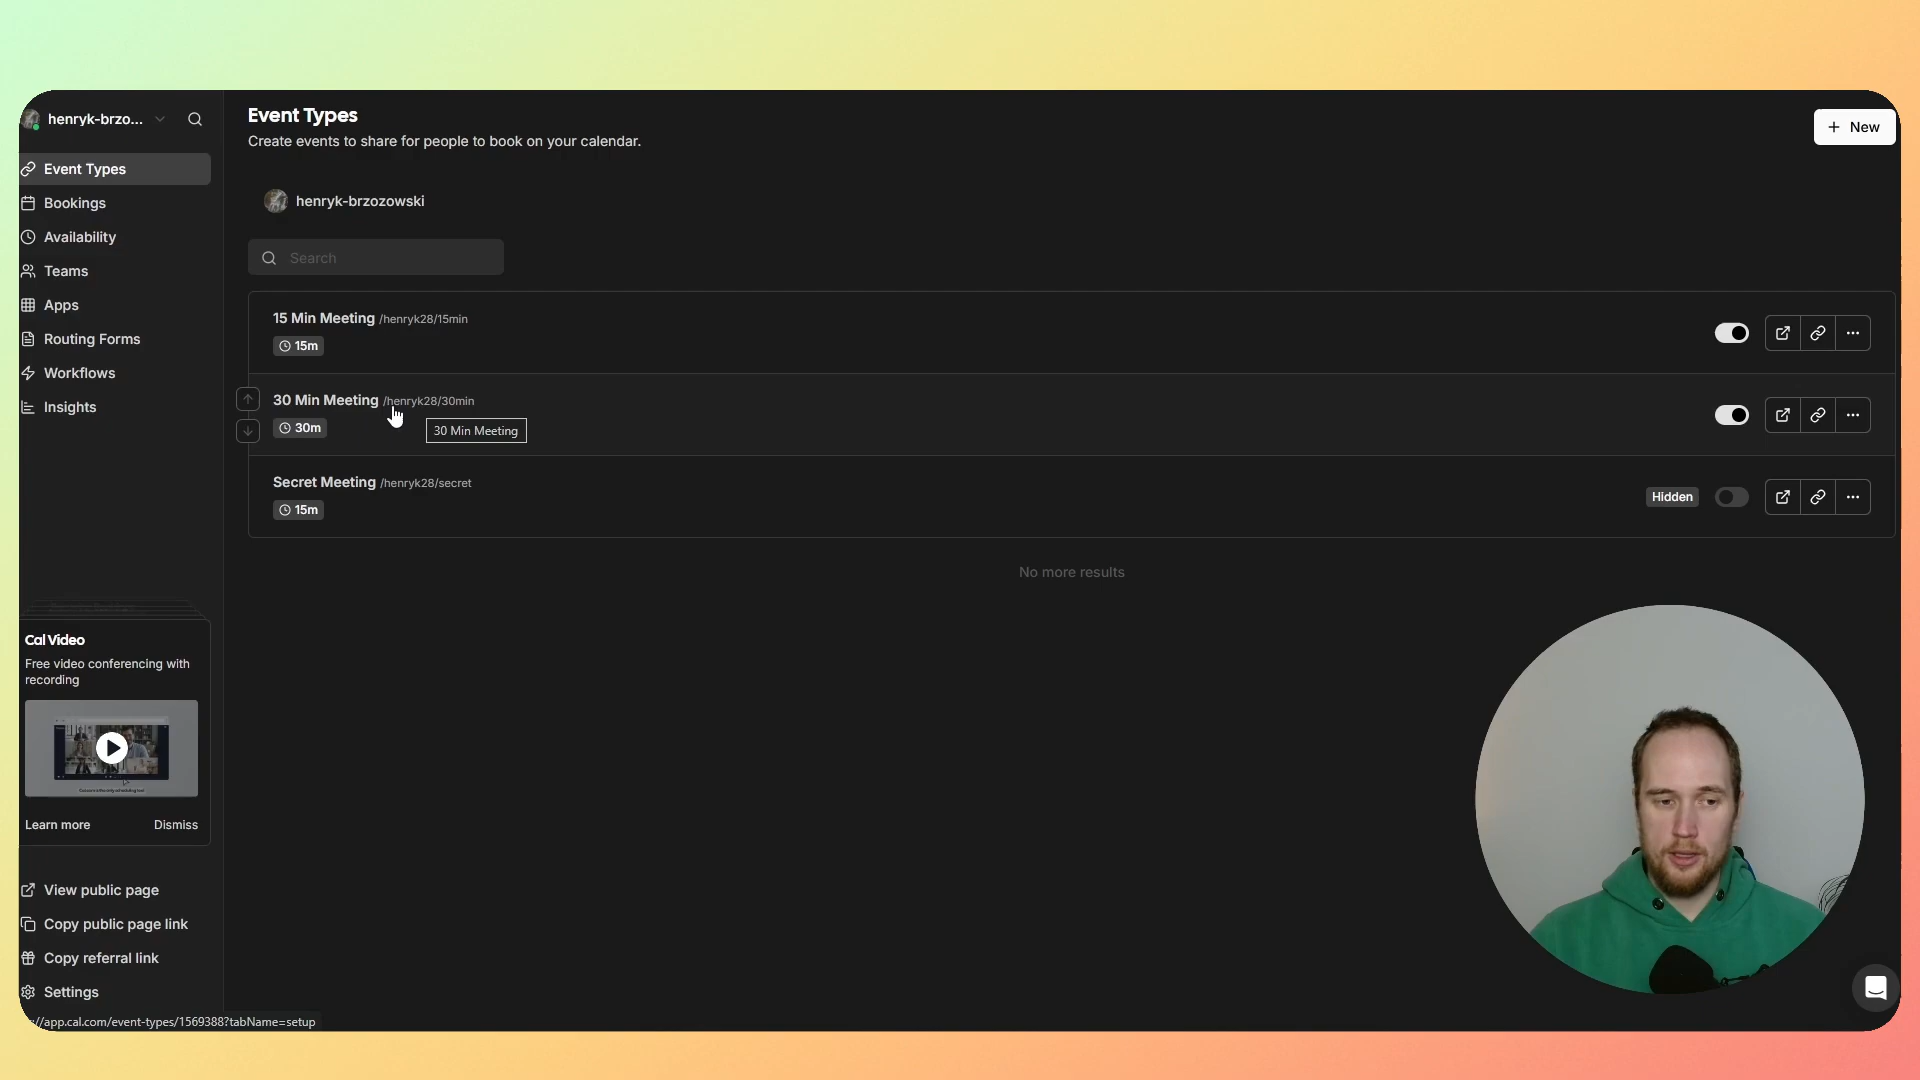 henryk-brzo...
Event Types
Bookings
Availability
Teams
Apps
Routing Forms
Workflows
Insights
Cal Video
Free video conferencing with
recording
Learn more
Dismiss
View public page
Copy public page link
Copy referral link
Settings
//app.cal.com/event-types/1569388?tabName=setup
Event Types
Create events to share for people to book on your calendar.
New
henryk-brzozowski
Search
15 Min Meeting /henryk28/15min
15m
30 Min Meeting /henryk28/30min
30m
30 Min Meeting
Secret Meeting /henryk28/secret
15m
Hidden
No more results